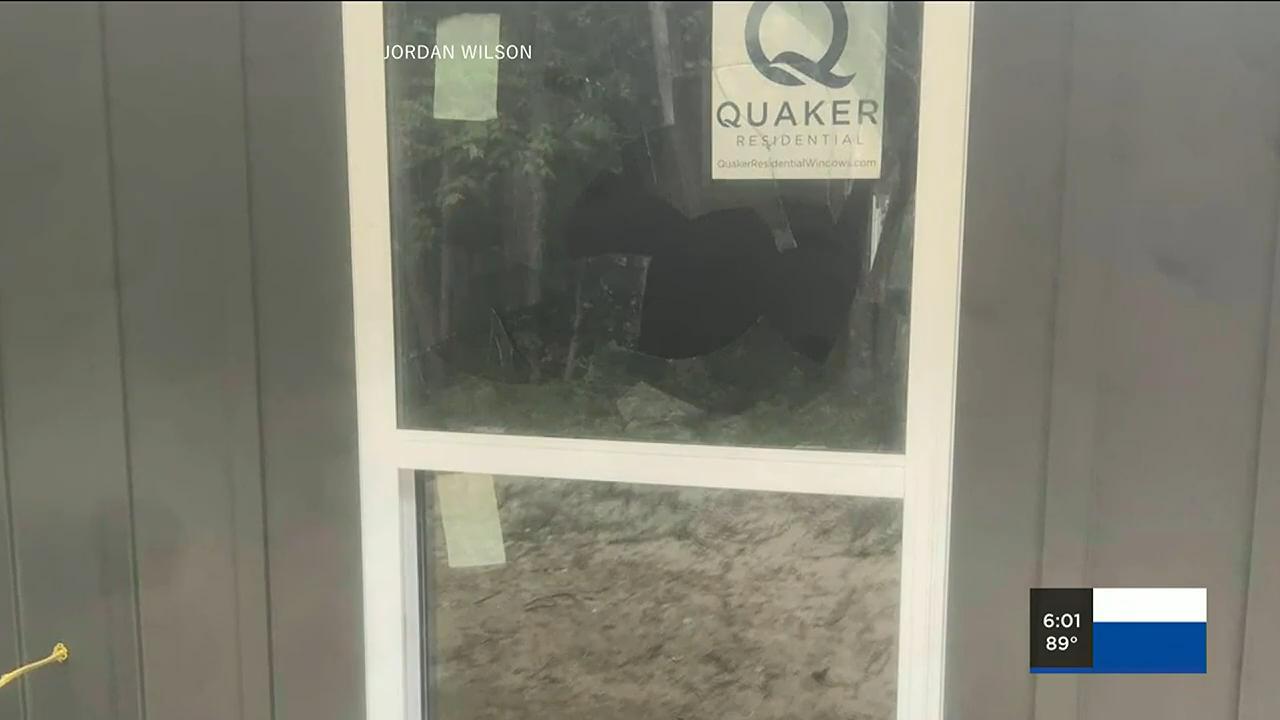 JORDAN WILSON
Q
QUAKER
RESIDENTIAL
QuakerResidentialWindows.com
6:01
89°